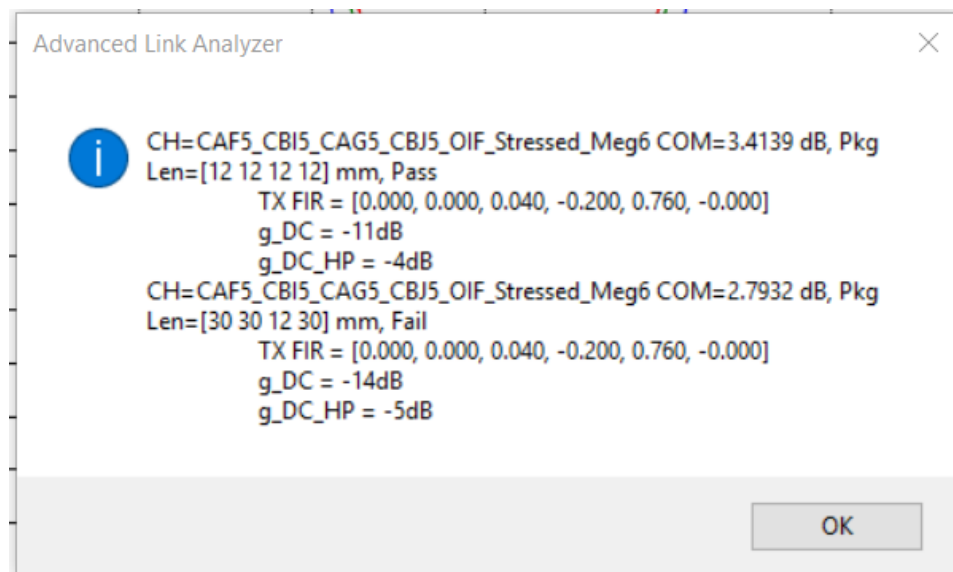 Advanced Link Analyzer
CH=CAF5_CBI5_CAG5_CBJ5_OIF_Stressed_Meg6 COM=3.4139 dB, Pkg
Len=[12 12 12 12] mm, Pass
TX FIR = [0.000, 0.000, 0.040, -0.200, 0.760, -0.000]
g_DC = -11dB
g_DC_HP = -4dB
CH=CAF5_CBI5_CAG5_CBJ5_OIF_Stressed_Meg6 COM=2.7932 dB, Pkg
Len=[30 30 12 30] mm, Fail
TX FIR = [0.000, 0.000, 0.040, -0.200, 0.760, -0.000]
g_DC = -14dB
g_DC_HP = -5dB
OK